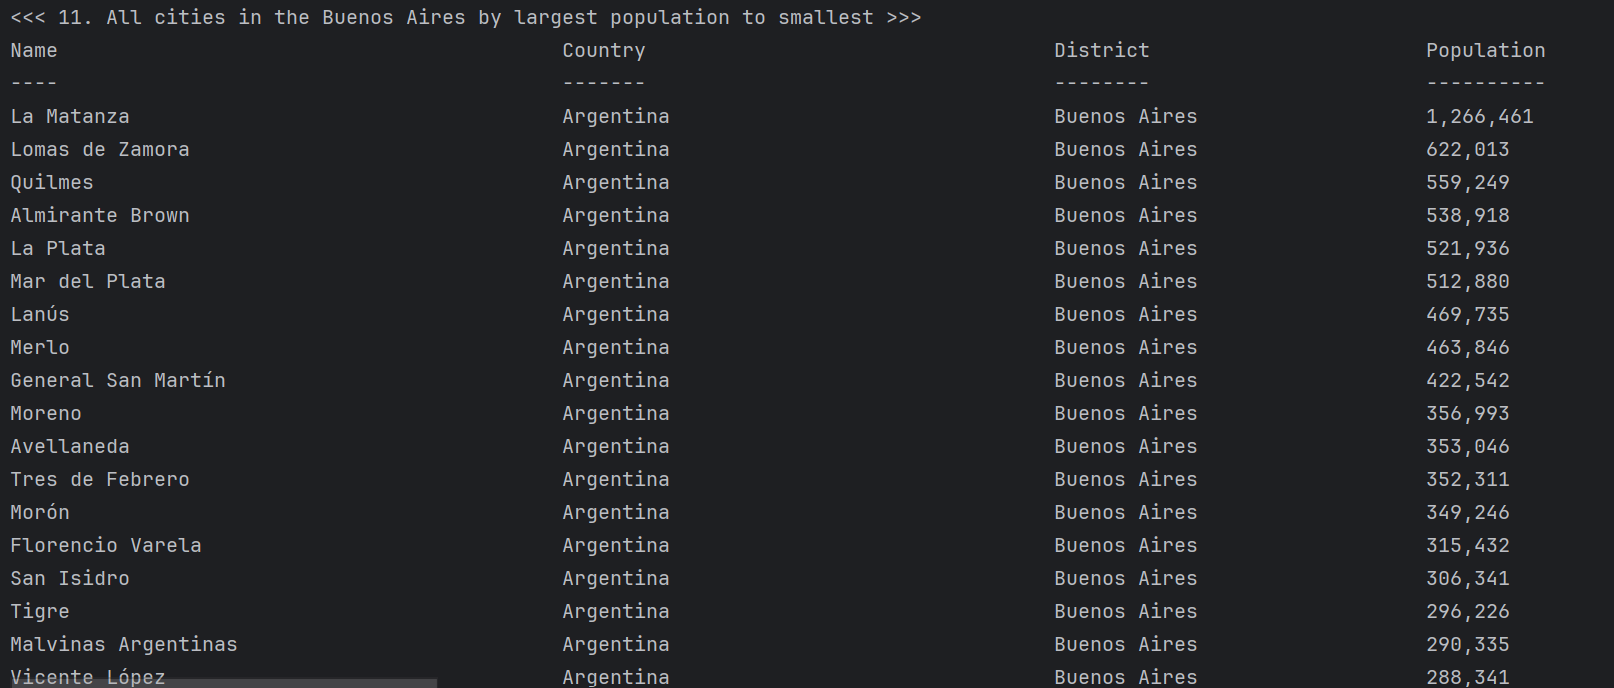 <<< 11. All cities in the Buenos Aires by largest population to smallest >>>
Name Country District Population
---- ------- -------- ----------
La Matanza Argentina Buenos Aires 1,266,461
Lomas de Zamora Argentina Buenos Aires 622,013
Quilmes Argentina Buenos Aires 559,249
Almirante Brown Argentina Buenos Aires 538,918
La Plata Argentina Buenos Aires 521,936
Mar del Plata Argentina Buenos Aires 512,880
Lanús Argentina Buenos Aires 469,735
Merlo Argentina Buenos Aires 463,846
General San Martín Argentina Buenos Aires 422,542
Moreno Argentina Buenos Aires 356,993
Avellaneda Argentina Buenos Aires 353,046
Tres de Febrero Argentina Buenos Aires 352,311
Morón Argentina Buenos Aires 349,246
Florencio Varela Argentina Buenos Aires 315,432
San Isidro Argentina Buenos Aires 306,341
Tigre Argentina Buenos Aires 296,226
Malvinas Argentinas Argentina Buenos Aires 290,335
Vicente López Argentina Buenos Aires 288,341